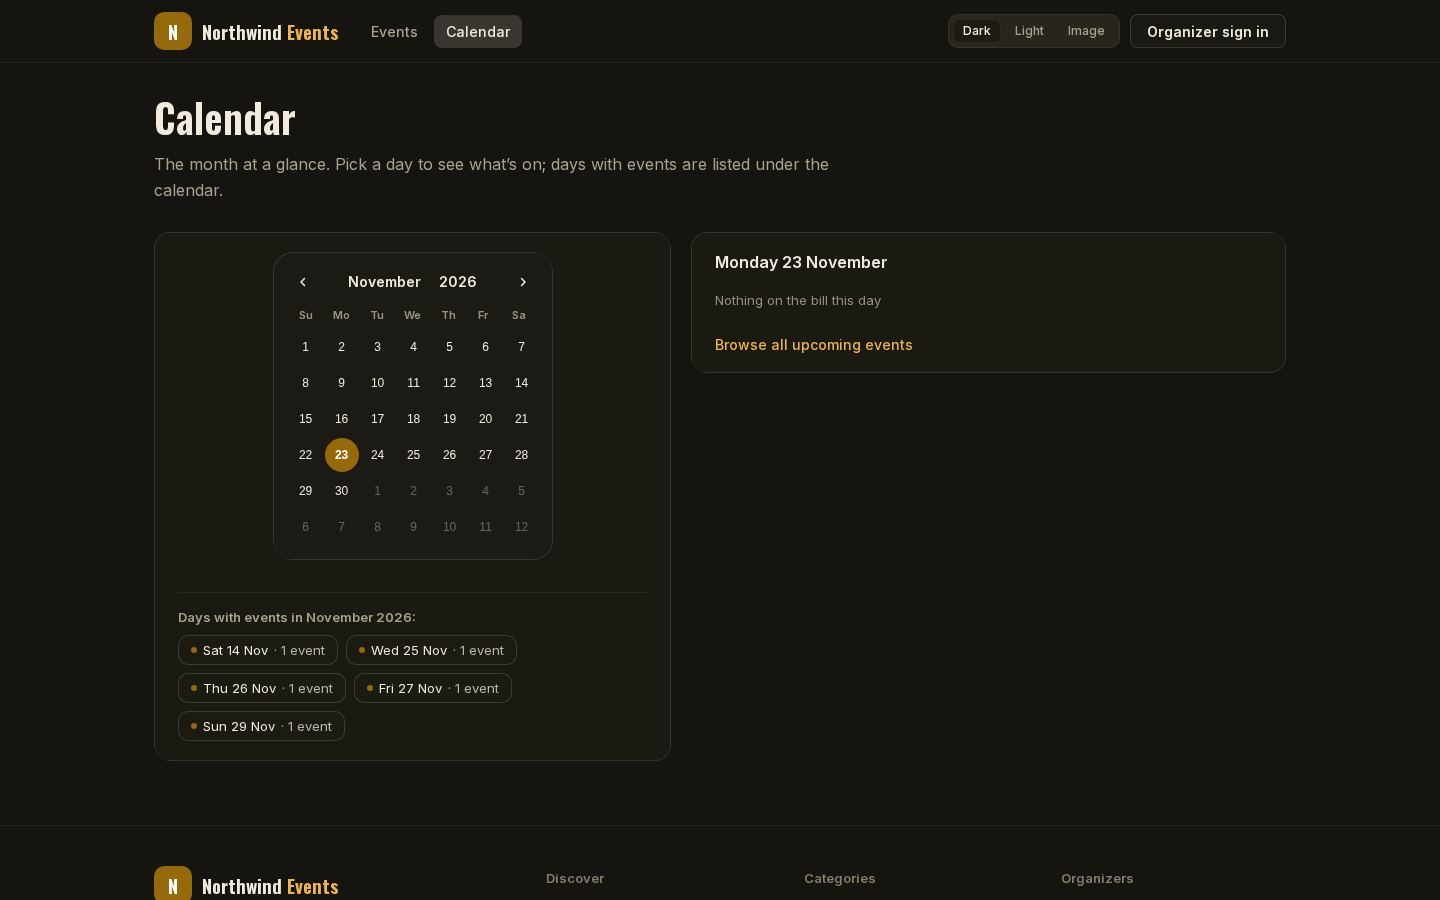 N Northwind Events Events Calendar Dark Light Image Organizer sign in
Calendar
The month at a glance. Pick a day to see what’s on; days with events are listed under the
calendar.
November 2026
Su Mo Tu We Th Fr Sa
1 2 3 4 5 6 7
8 9 10 11 12 13 14
15 16 17 18 19 20 21
22 23 24 25 26 27 28
29 30 1 2 3 4 5
6 7 8 9 10 11 12
Days with events in November 2026:
Sat 14 Nov · 1 event Wed 25 Nov · 1 event
Thu 26 Nov · 1 event Fri 27 Nov · 1 event
Sun 29 Nov · 1 event
Monday 23 November
Nothing on the bill this day
Browse all upcoming events
N Northwind Events Discover Categories Organizers